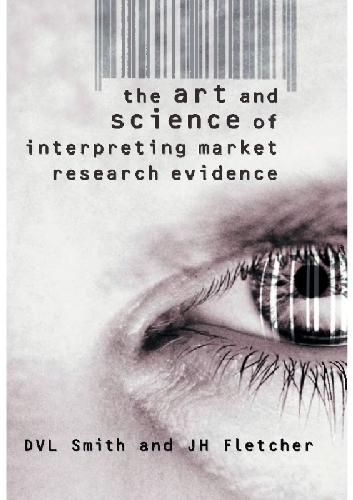 the art and
science of
interpreting market
research evidence
DVL Smith and JH Fletcher